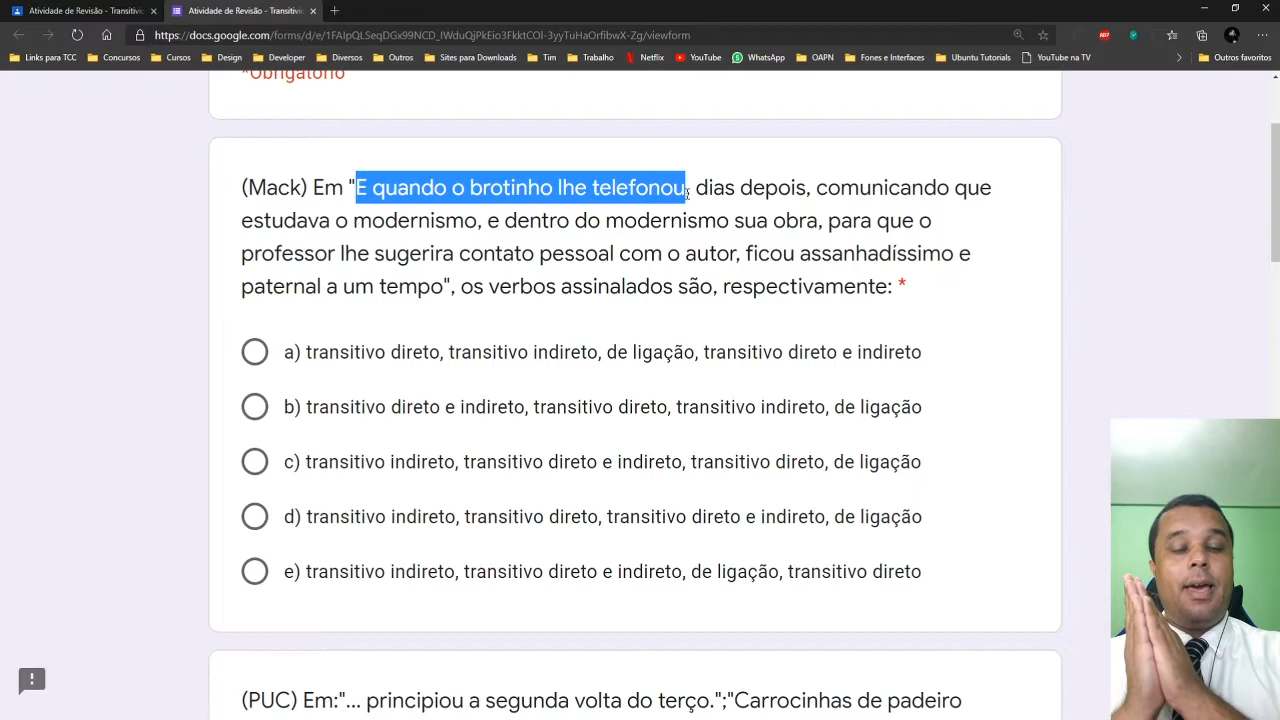 Atividade de Revisão - Transitivi
Atividade de Revisão - Transitivi
https://docs.google.com/forms/d/e/1FAIpQLSeqDGx99NCD_IWduQjPkEio3FkktCOl-3yyTuHaOrfibwX-Zg/viewform
Links para TCC Concursos Cursos Design Developer Diversos Outros Sites para Downloads Tim Trabalho Netflix YouTube WhatsApp OAPN Fones e Interfaces Ubuntu Tutorials YouTube na TV Outros favoritos
*Obrigatório
(Mack) Em "E quando o brotinho lhe telefonou, dias depois, comunicando que
estudava o modernismo, e dentro do modernismo sua obra, para que o
professor lhe sugerira contato pessoal com o autor, ficou assanhadíssimo e
paternal a um tempo", os verbos assinalados são, respectivamente: *
a) transitivo direto, transitivo indireto, de ligação, transitivo direto e indireto
b) transitivo direto e indireto, transitivo direto, transitivo indireto, de ligação
c) transitivo indireto, transitivo direto e indireto, transitivo direto, de ligação
d) transitivo indireto, transitivo direto, transitivo direto e indireto, de ligação
e) transitivo indireto, transitivo direto e indireto, de ligação, transitivo direto
(PUC) Em:"... principiou a segunda volta do terço.";"Carrocinhas de padeiro